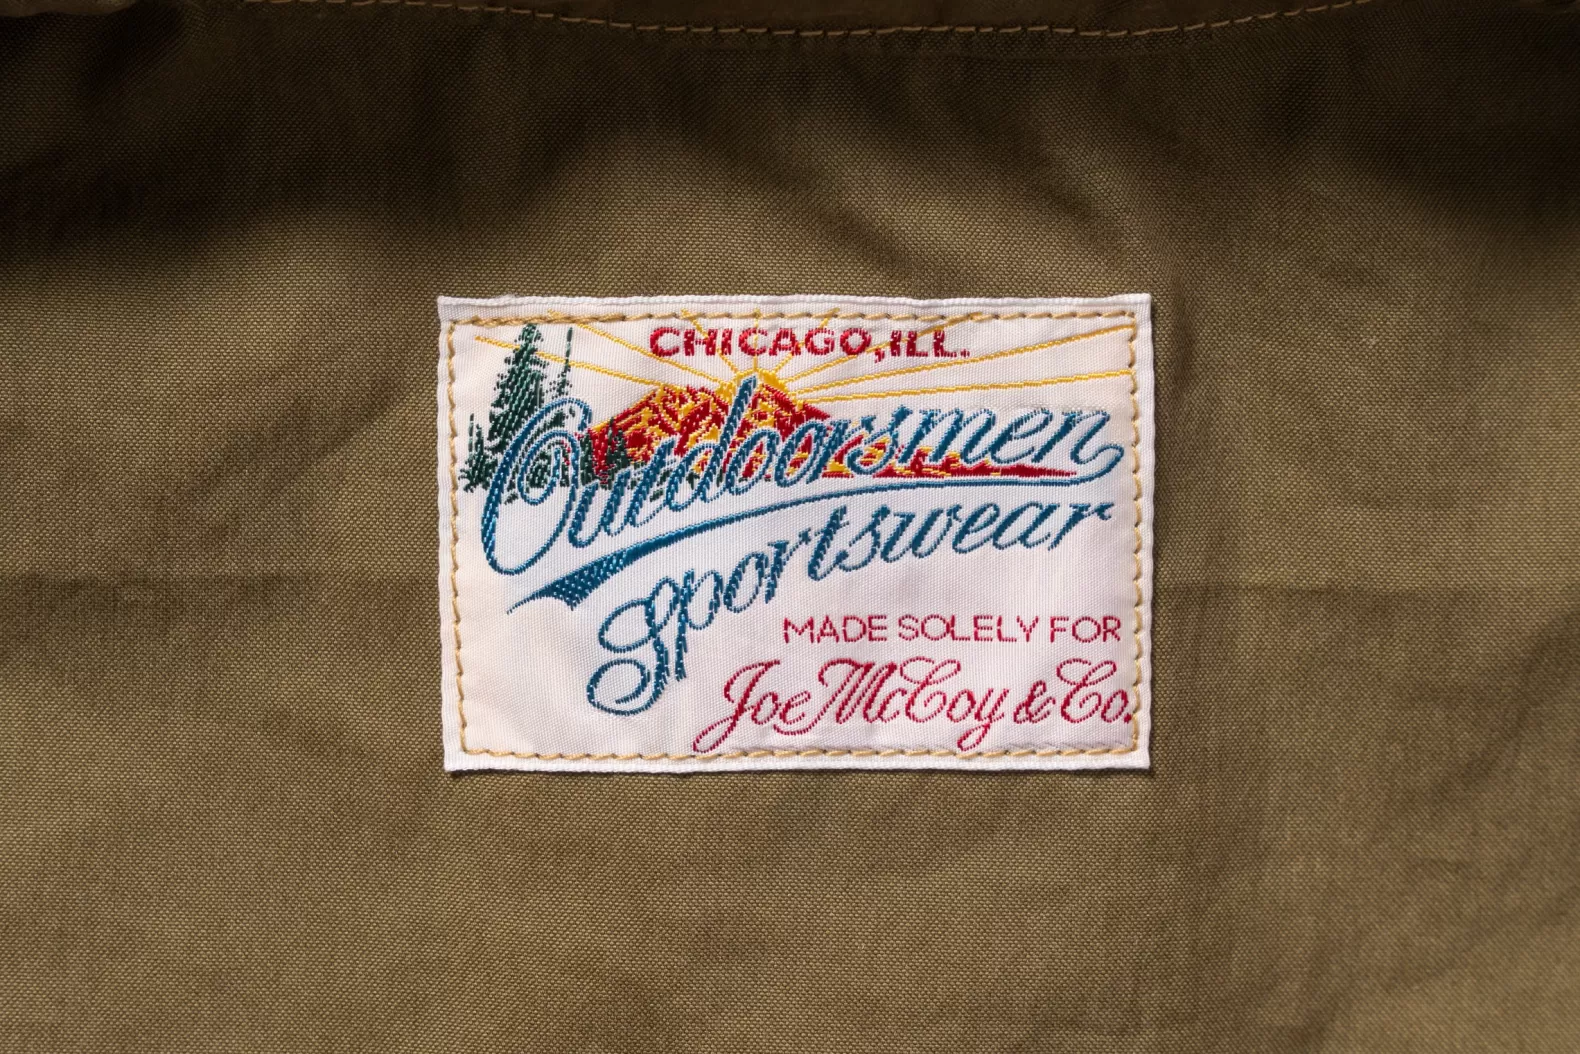 CHICAGO, ILL.
Outdoorsmen
Sportswear
MADE SOLELY FOR
Joe McCoy & Co.